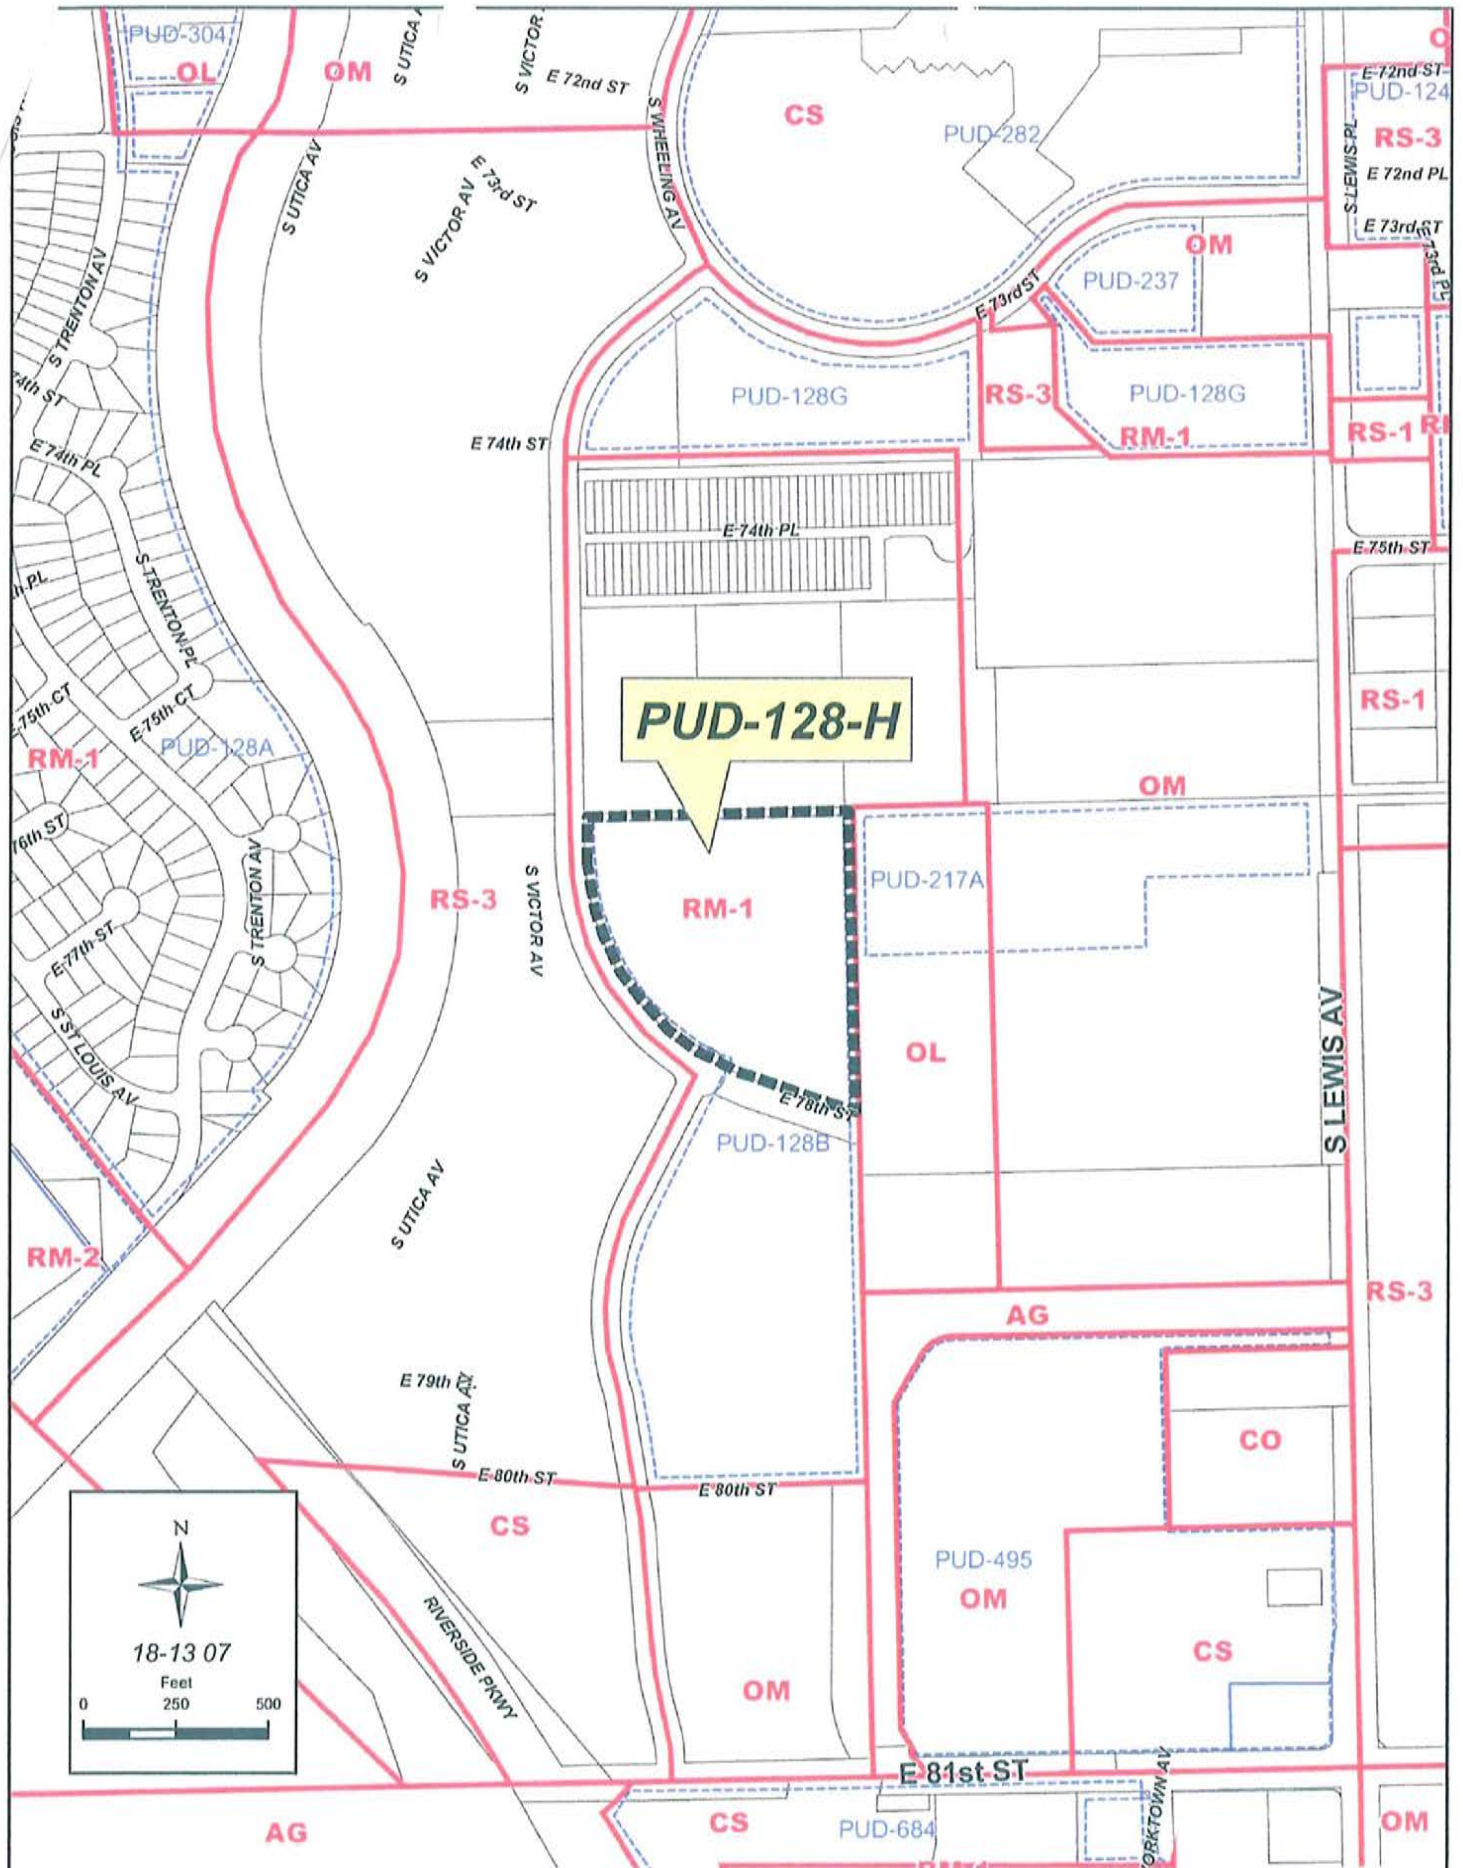 PUD-304
OL
OM
S VICTOR
E 72nd ST
S WHEELING AV
CS
PUD-282
E 72nd ST
PUD-124
RS-3
S LEWIS PL
E 72nd PL
E 73rd ST
E 73rd PL
S UTICA AV
S VICTOR AV
E 73rd ST
OM
PUD-237
E 73rd ST
S TRENTON AV
74th ST
PUD-128G
RS-3
PUD-128G
RM-1
RS-1
E 74th ST
E 74th PL
E 74th PL
E 75th ST
S TRENTON PL
RS-1
75th CT
E 75th CT
PUD-128A
RM-1
PUD-128-H
OM
76th ST
S TRENTON AV
RS-3
S VICTOR AV
RM-1
PUD-217A
E 77th ST
S ST LOUIS AV
OL
S LEWIS AV
E 78th ST
PUD-128B
S UTICA AV
RM-2
RS-3
AG
E 79th
S UTICA AV
E 80th ST
E 80th ST
CO
CS
N
18-13 07
Feet
0 250 500
RIVERSIDE PKWY
PUD-495
OM
CS
OM
E 81st ST
YORKTOWN AV
AG
CS
PUD-684
OM
RM-1